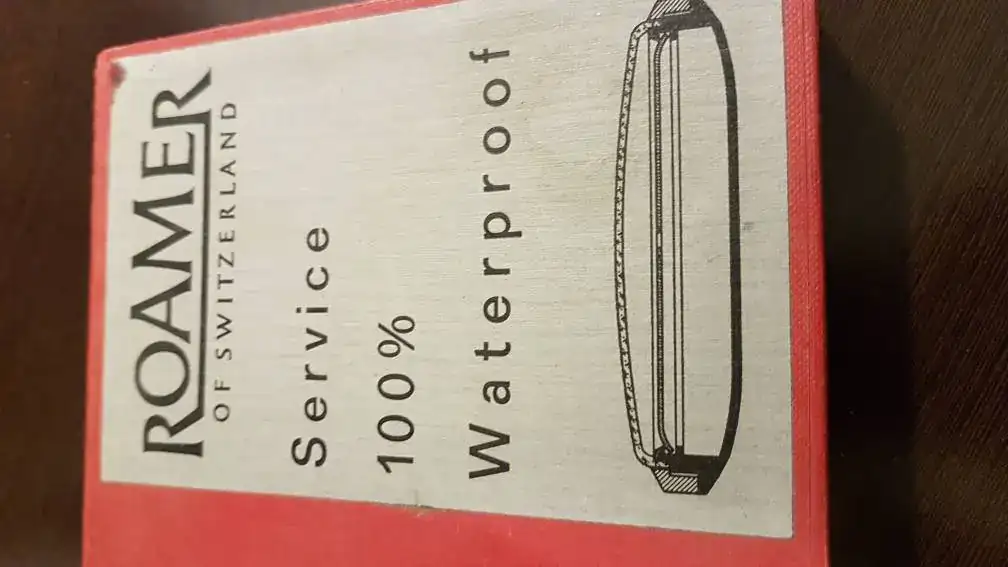 ROAMER
OF SWITZERLAND
Service
100%
Waterproof